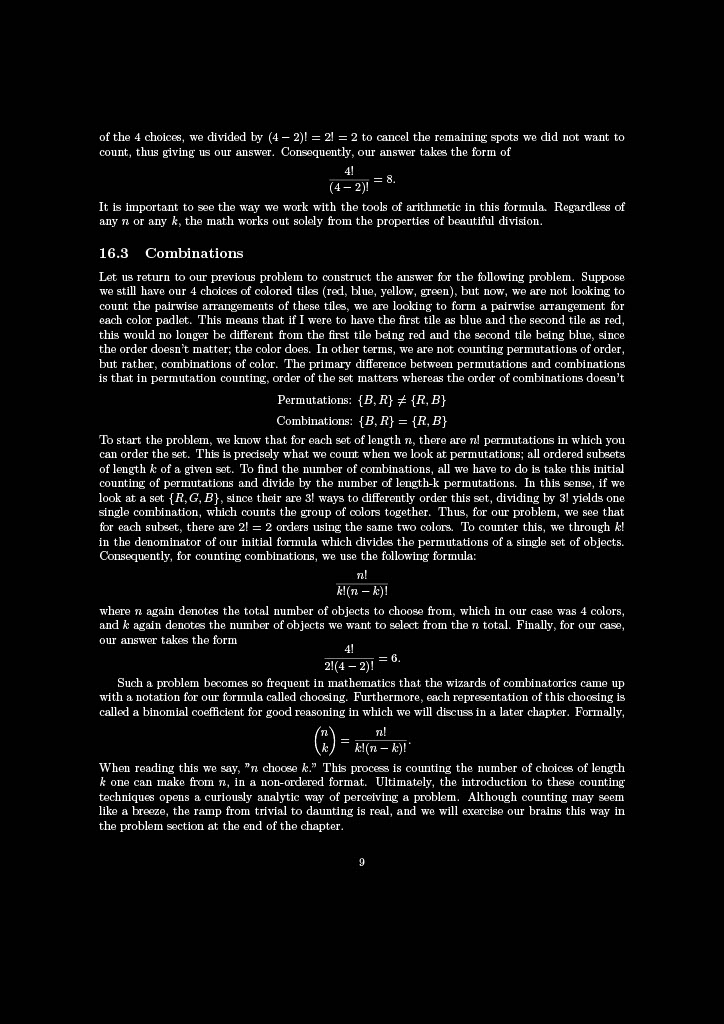 of the 4 choices, we divided by (4 − 2)! = 2! = 2 to cancel the remaining spots we did not want to
count, thus giving us our answer. Consequently, our answer takes the form of
4!
(4 − 2)! = 8.
It is important to see the way we work with the tools of arithmetic in this formula. Regardless of
any n or any k, the math works out solely from the properties of beautiful division.
16.3 Combinations
Let us return to our previous problem to construct the answer for the following problem. Suppose
we still have our 4 choices of colored tiles (red, blue, yellow, green), but now, we are not looking to
count the pairwise arrangements of these tiles, we are looking to form a pairwise arrangement for
each color padlet. This means that if I were to have the first tile as blue and the second tile as red,
this would no longer be different from the first tile being red and the second tile being blue, since
the order doesn't matter; the color does. In other terms, we are not counting permutations of order,
but rather, combinations of color. The primary difference between permutations and combinations
is that in permutation counting, order of the set matters whereas the order of combinations doesn't
Permutations: {B, R} ≠ {R, B}
Combinations: {B, R} = {R, B}
To start the problem, we know that for each set of length n, there are n! permutations in which you
can order the set. This is precisely what we count when we look at permutations; all ordered subsets
of length k of a given set. To find the number of combinations, all we have to do is take this initial
counting of permutations and divide by the number of length-k permutations. In this sense, if we
look at a set {R, G, B}, since their are 3! ways to differently order this set, dividing by 3! yields one
single combination, which counts the group of colors together. Thus, for our problem, we see that
for each subset, there are 2! = 2 orders using the same two colors. To counter this, we through k!
in the denominator of our initial formula which divides the permutations of a single set of objects.
Consequently, for counting combinations, we use the following formula:
n!
k!(n − k)!
where n again denotes the total number of objects to choose from, which in our case was 4 colors,
and k again denotes the number of objects we want to select from the n total. Finally, for our case,
our answer takes the form
4!
2!(4 − 2)! = 6.
Such a problem becomes so frequent in mathematics that the wizards of combinatorics came up
with a notation for our formula called choosing. Furthermore, each representation of this choosing is
called a binomial coefficient for good reasoning in which we will discuss in a later chapter. Formally,
(n k) = n!
k!(n − k)!.
When reading this we say, "n choose k." This process is counting the number of choices of length
k one can make from n, in a non-ordered format. Ultimately, the introduction to these counting
techniques opens a curiously analytic way of perceiving a problem. Although counting may seem
like a breeze, the ramp from trivial to daunting is real, and we will exercise our brains this way in
the problem section at the end of the chapter.
9